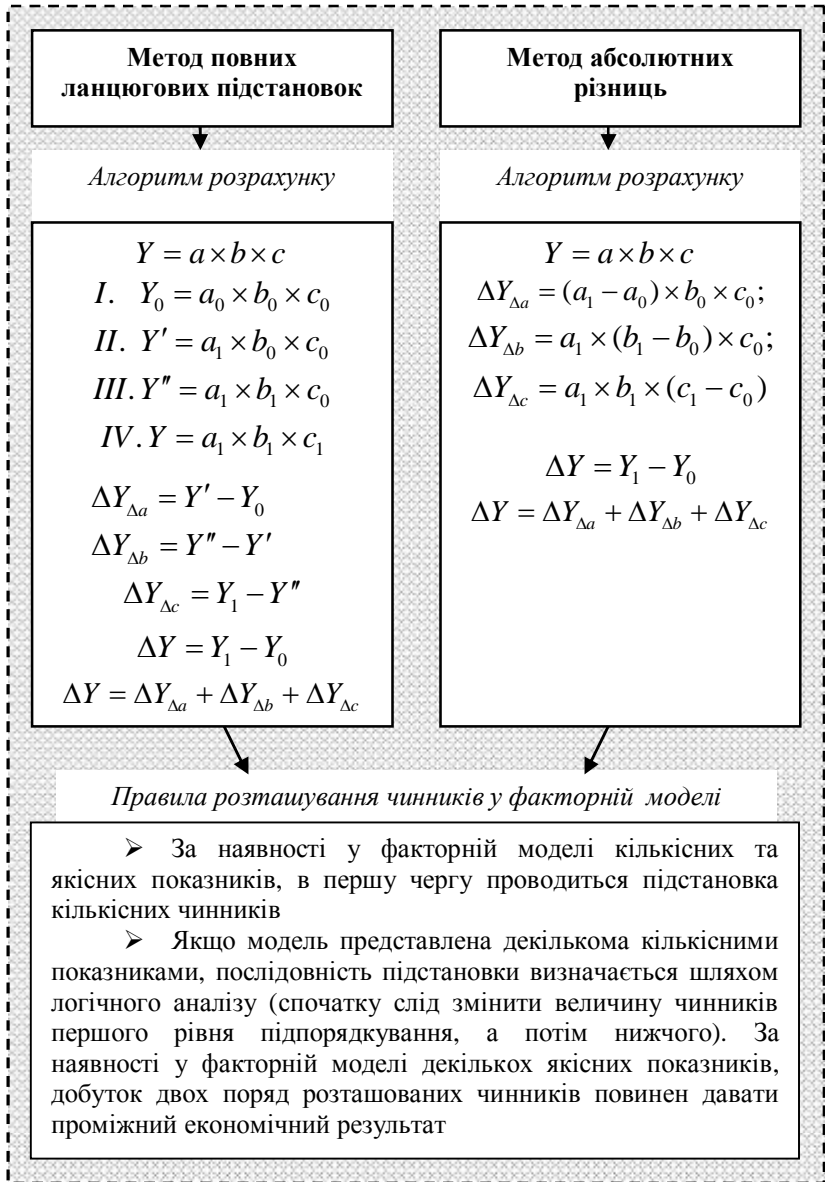 Метод повних
ланцюгових підстановок
Алгоритм розрахунку
Y = a × b × c
I. Y₀ = a₀ × b₀ × c₀
II. Y′ = a₁ × b₀ × c₀
III. Y″ = a₁ × b₁ × c₀
IV. Y = a₁ × b₁ × c₁
ΔY_Δa = Y′ − Y₀
ΔY_Δb = Y″ − Y′
ΔY_Δc = Y₁ − Y″
ΔY = Y₁ − Y₀
ΔY = ΔY_Δa + ΔY_Δb + ΔY_Δc
Метод абсолютних
різниць
Алгоритм розрахунку
Y = a × b × c
ΔY_Δa = (a₁ − a₀) × b₀ × c₀;
ΔY_Δb = a₁ × (b₁ − b₀) × c₀;
ΔY_Δc = a₁ × b₁ × (c₁ − c₀)
ΔY = Y₁ − Y₀
ΔY = ΔY_Δa + ΔY_Δb + ΔY_Δc
Правила розташування чинників у факторній моделі
➢ За наявності у факторній моделі кількісних та
якісних показників, в першу чергу проводиться підстановка
кількісних чинників
➢ Якщо модель представлена декількома кількісними
показниками, послідовність підстановки визначається шляхом
логічного аналізу (спочатку слід змінити величину чинників
першого рівня підпорядкування, а потім нижчого). За
наявності у факторній моделі декількох якісних показників,
добуток двох поряд розташованих чинників повинен давати
проміжний економічний результат